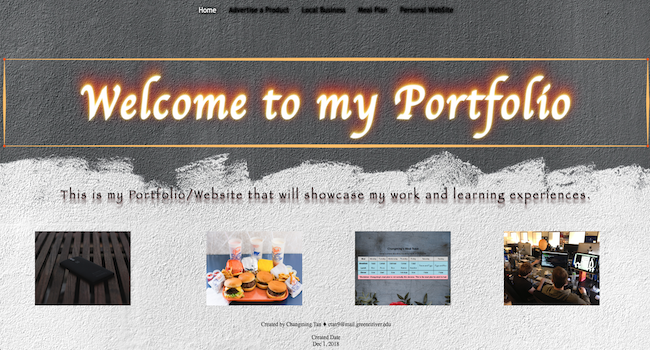 Home Advertise a Product Local Business Meal Plan Personal WebSite
Welcome to my Portfolio
This is my Portfolio/Website that will showcase my work and learning experiences.
Created by Changning Tan ♦ ctan9@mail.greenriver.edu
Created Date
Dec 1, 2018